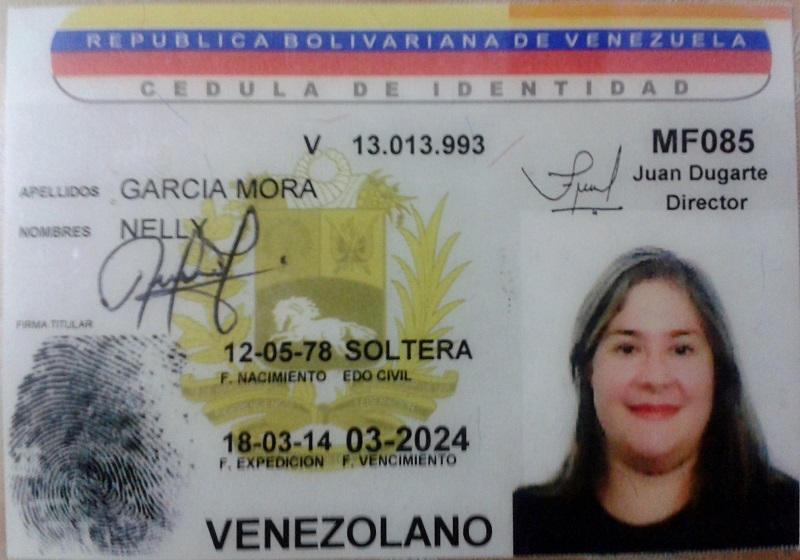 REPUBLICA BOLIVARIANA DE VENEZUELA
CEDULA DE IDENTIDAD
V 13.013.993
MF085
Juan Dugarte
Director
APELLIDOS GARCIA MORA
NOMBRES NELLY
FIRMA TITULAR
12-05-78 SOLTERA
F. NACIMIENTO EDO CIVIL
18-03-14 03-2024
F. EXPEDICION F. VENCIMIENTO
VENEZOLANO